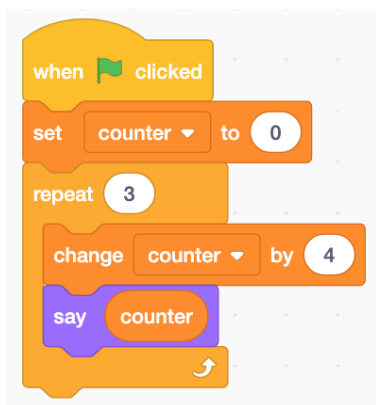 when clicked
set counter to 0
repeat 3
change counter by 4
say counter